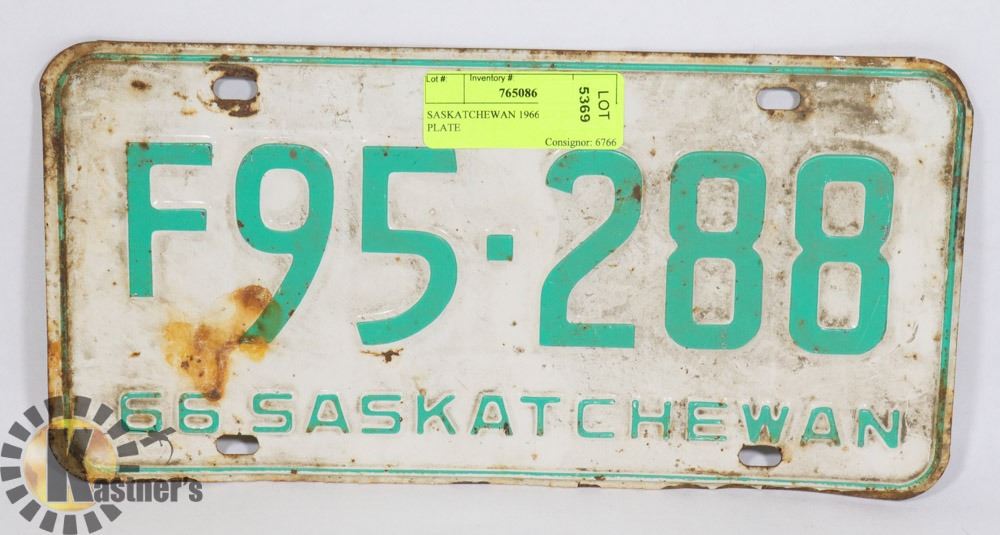 Lot #: Inventory #:
765086
LOT
5369
SASKATCHEWAN 1966
PLATE
Consignor: 6766
F95·288
66 SASKATCHEWAN
Kastner's